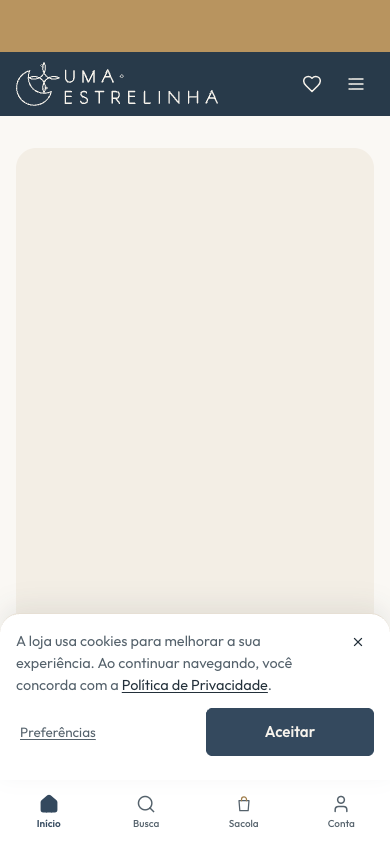 UMA
ESTRELINHA
A loja usa cookies para melhorar a sua
experiência. Ao continuar navegando, você
concorda com a Política de Privacidade.
Preferências
Aceitar
Início
Busca
Sacola
Conta